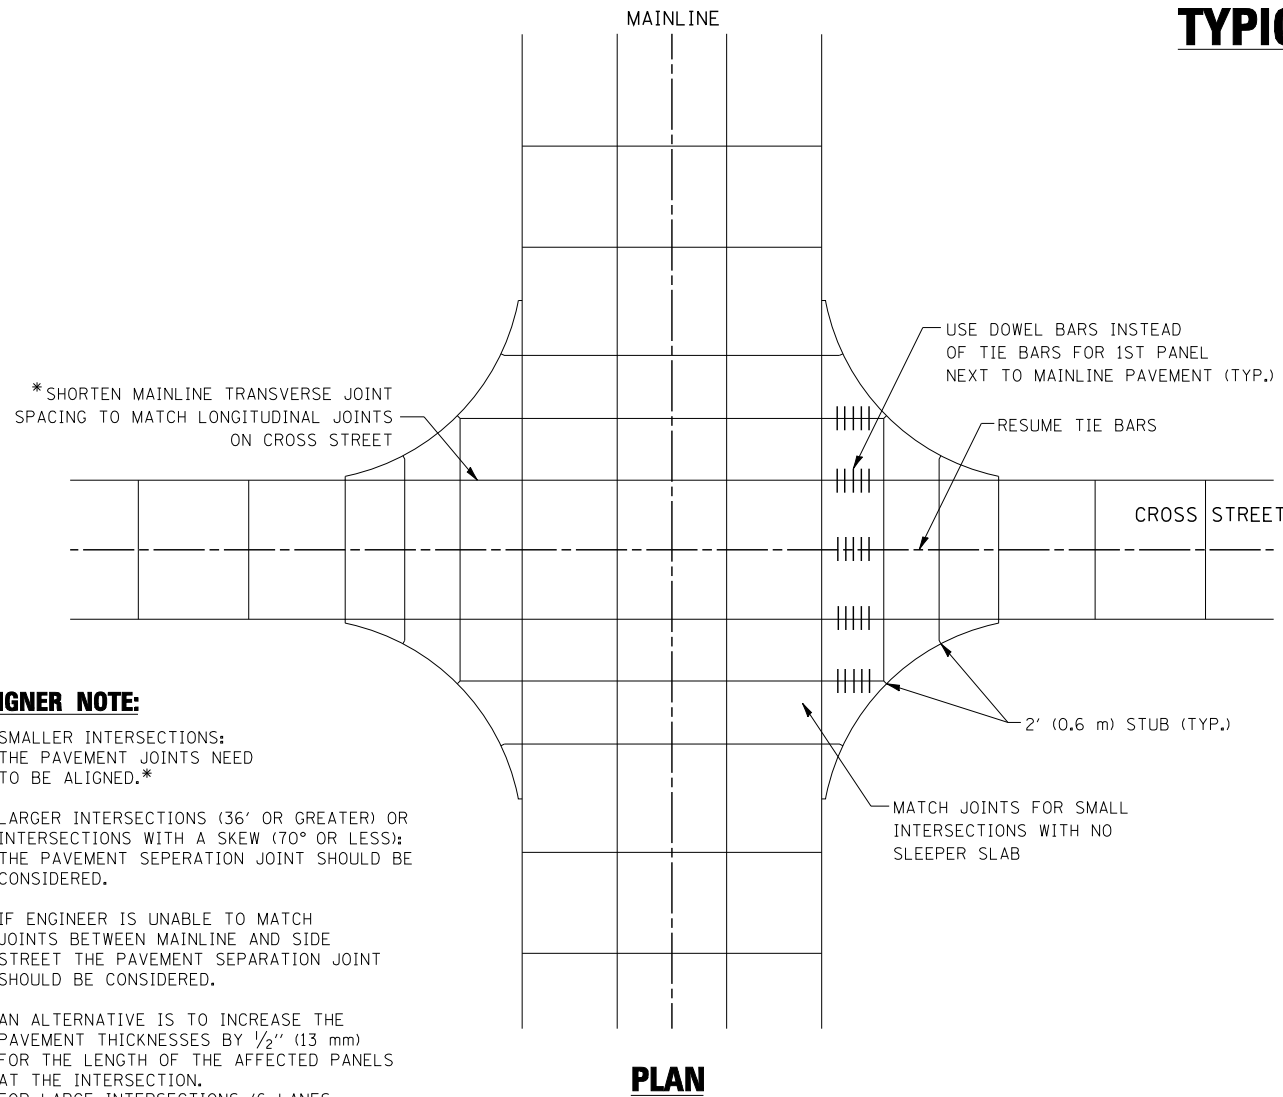 MAINLINE
TYPIC
USE DOWEL BARS INSTEAD
OF TIE BARS FOR 1ST PANEL
NEXT TO MAINLINE PAVEMENT (TYP.)
*SHORTEN MAINLINE TRANSVERSE JOINT
SPACING TO MATCH LONGITUDINAL JOINTS
ON CROSS STREET
RESUME TIE BARS
CROSS STREET
IGNER NOTE:
SMALLER INTERSECTIONS:
THE PAVEMENT JOINTS NEED
TO BE ALIGNED.*
LARGER INTERSECTIONS (36' OR GREATER) OR
INTERSECTIONS WITH A SKEW (70° OR LESS):
THE PAVEMENT SEPERATION JOINT SHOULD BE
CONSIDERED.
IF ENGINEER IS UNABLE TO MATCH
JOINTS BETWEEN MAINLINE AND SIDE
STREET THE PAVEMENT SEPARATION JOINT
SHOULD BE CONSIDERED.
AN ALTERNATIVE IS TO INCREASE THE
PAVEMENT THICKNESSES BY 1/2" (13 mm)
FOR THE LENGTH OF THE AFFECTED PANELS
AT THE INTERSECTION.
FOR LARGE INTERSECTIONS (6 LANES
2' (0.6 m) STUB (TYP.)
MATCH JOINTS FOR SMALL
INTERSECTIONS WITH NO
SLEEPER SLAB
PLAN